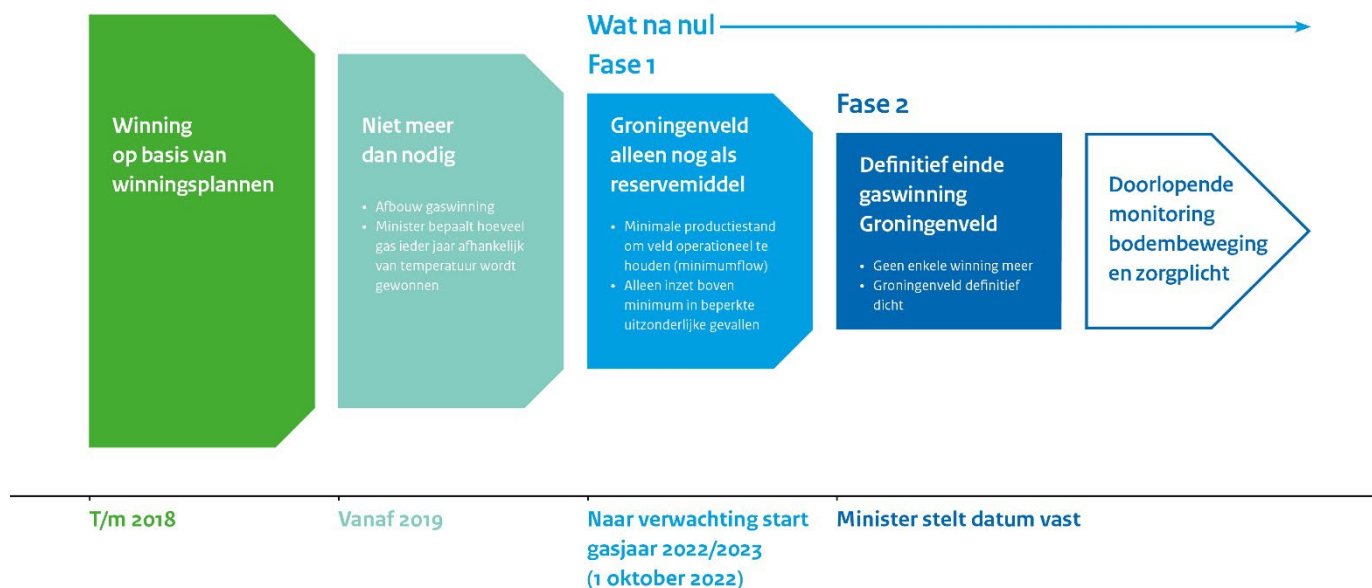 Wat na nul
Fase 1
Fase 2
Winning
op basis van
winningsplannen
Niet meer
dan nodig
• Afbouw gaswinning
• Minister bepaalt hoeveel
gas ieder jaar afhankelijk
van temperatuur wordt
gewonnen
Groningenveld
alleen nog als
reservemiddel
• Minimale productiestand
om veld operationeel te
houden (minimumflow)
• Alleen inzet boven
minimum in beperkte
uitzonderlijke gevallen
Definitief einde
gaswinning
Groningenveld
• Geen enkele winning meer
• Groningenveld definitief
dicht
Doorlopende
monitoring
bodembeweging
en zorgplicht
T/m 2018
Vanaf 2019
Naar verwachting start
gasjaar 2022/2023
(1 oktober 2022)
Minister stelt datum vast